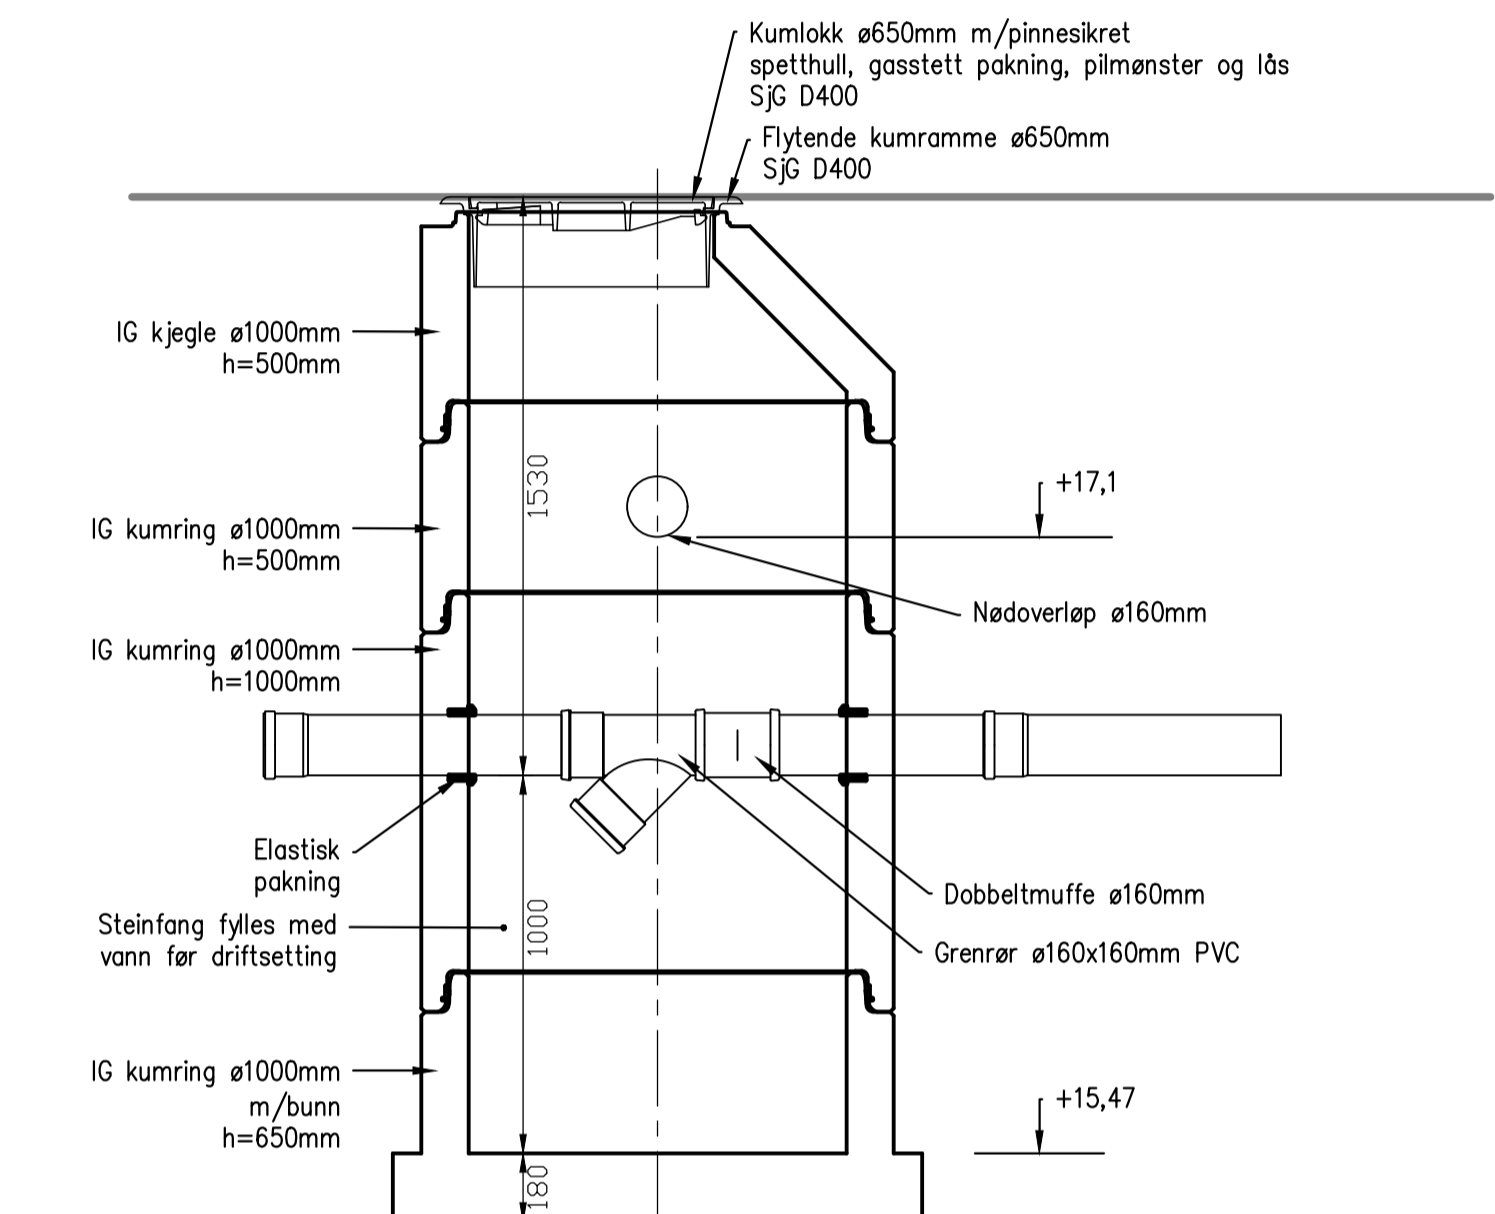 Kumlokk ø650mm m/pinnesikret
spetthull, gasstett pakning, pilmønster og lås
SjG D400
Flytende kumramme ø650mm
SjG D400
IG kjegle ø1000mm
h=500mm
1530
+17,1
IG kumring ø1000mm
h=500mm
Nødoverløp ø160mm
IG kumring ø1000mm
h=1000mm
Elastisk
pakning
Dobbeltmuffe ø160mm
Steinfang fylles med
vann før driftsetting
1000
Grenrør ø160x160mm PVC
IG kumring ø1000mm
m/bunn
h=650mm
+15,47
180